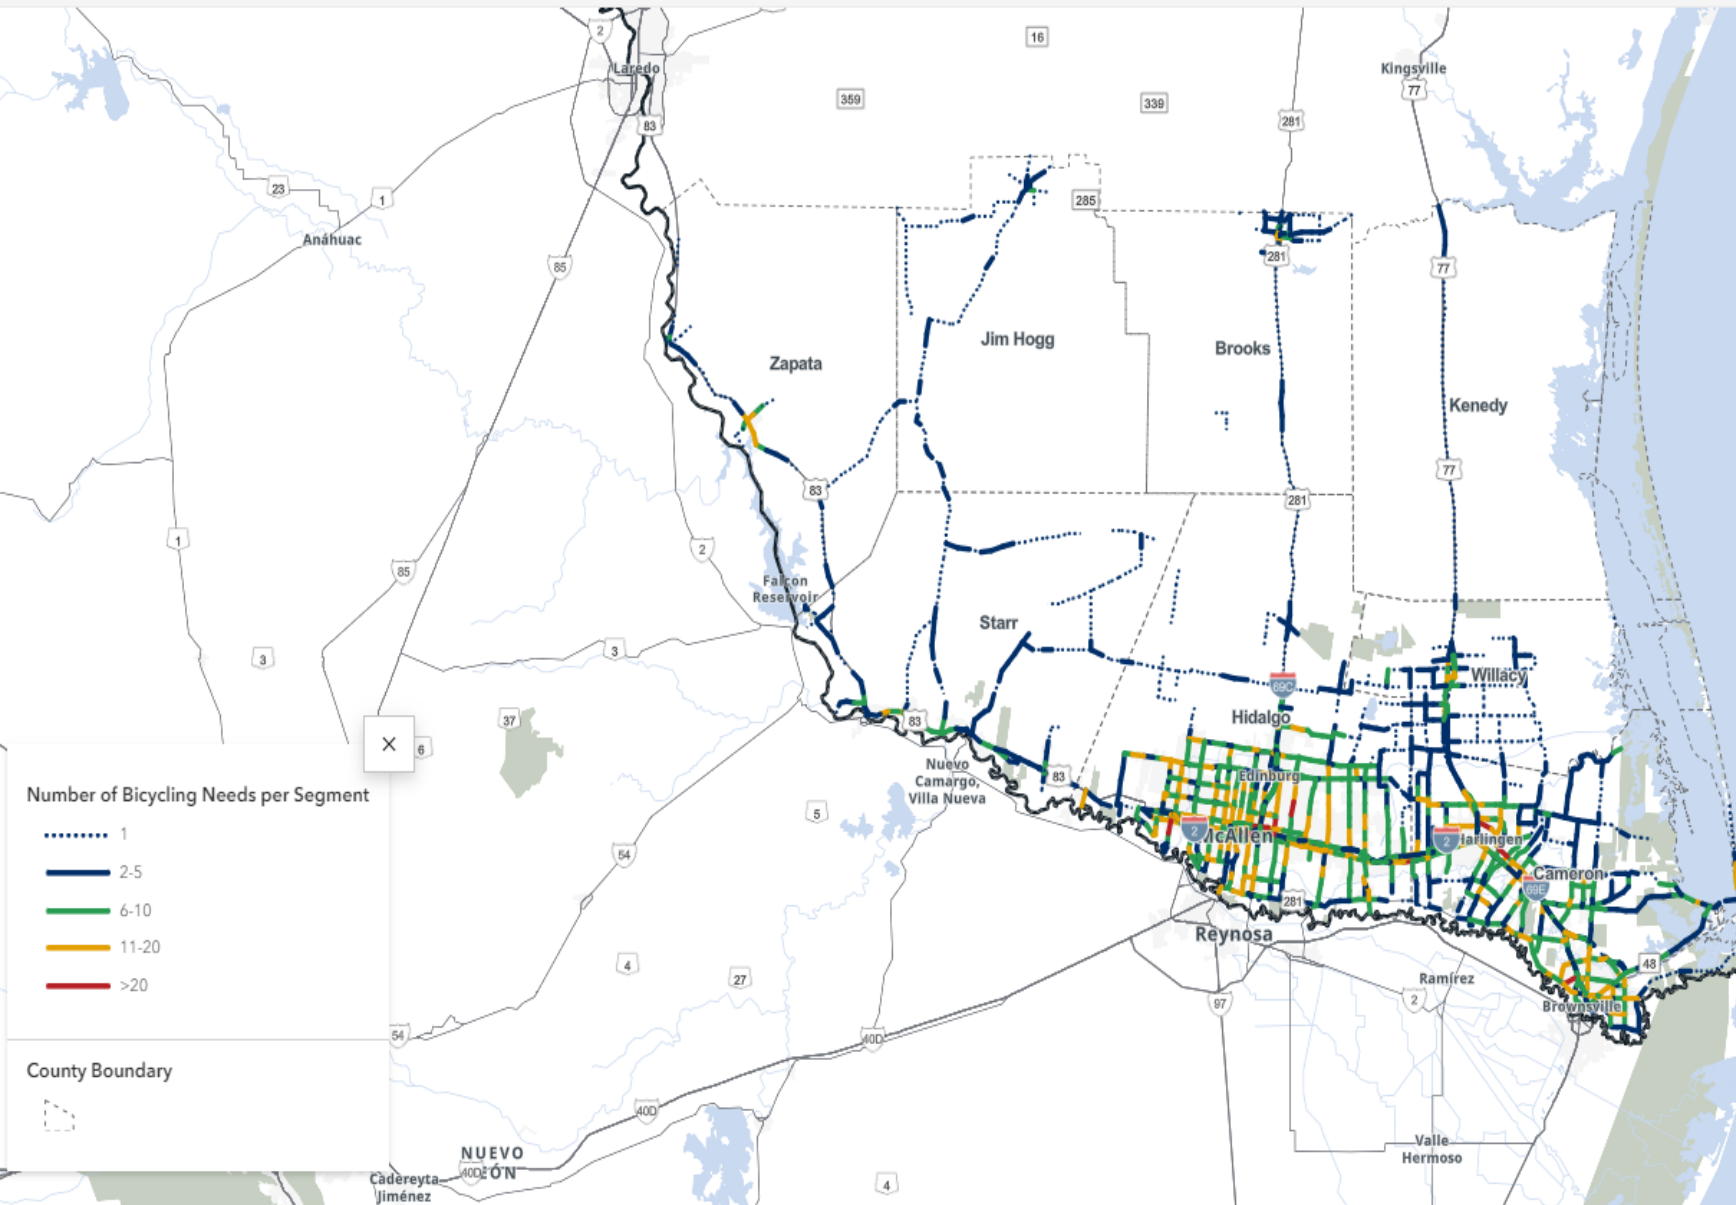 2
16
Laredo
Kingsville
77
359
339
83
281
23
1
285
Anáhuac
85
281
77
Jim Hogg
Brooks
Zapata
Kenedy
77
83
281
1
2
85
Falcon
Reservoir
Starr
3
3
69C
Willacy
37
83
Hidalgo
6
Nuevo
Camargo,
Villa Nueva
83
Edinburg
5
2
McAllen
2
Harlingen
54
Cameron
69E
281
Reynosa
48
4
27
Ramírez
97
2
Brownsville
54
40D
40D
Valle
Hermoso
NUEVO
LEÓN
40D
Cadereyta
Jiménez
4
Number of Bicycling Needs per Segment
1
2-5
6-10
11-20
>20
County Boundary